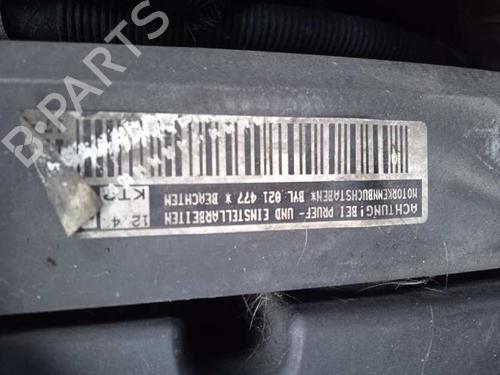 B-PARTS
ACHTUNG! BEI PRUEF- UND EINSTELLARBEITEN
MOTORKENNBUCHSTABEN* BYL 021 477 * BEACHTEN
12 4